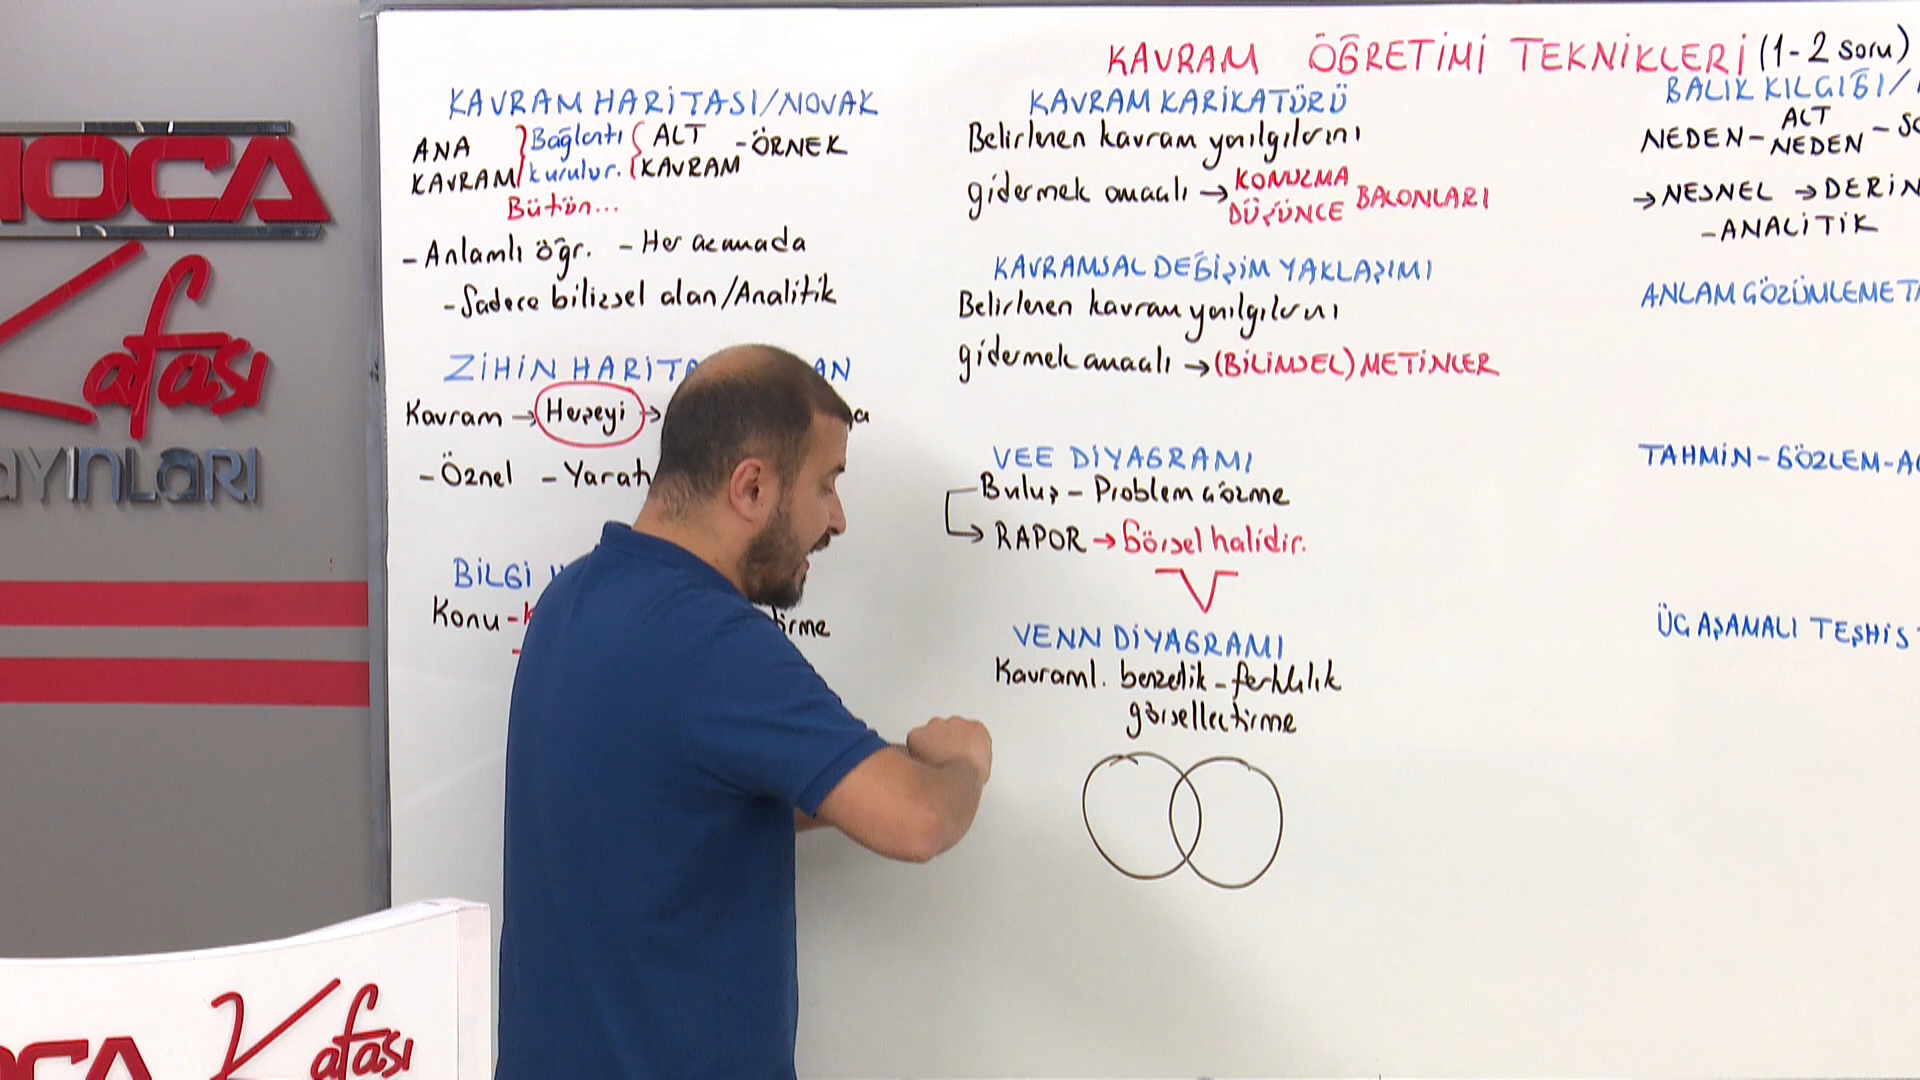 KAVRAM ÖĞRETİMİ TEKNİKLERİ (1-2 soru)
KAVRAM HARİTASI/NOVAK
ANA KAVRAM
Bağlantı kurulur.
ALT KAVRAM
-ÖRNEK
Bütün...
-Anlamlı öğr. -Her aşamada
-Sadece bilişsel alan/Analitik
ZİHİN
Kavram → Herşeyi →
-Öznel
BİLGİ
Konu-
KAVRAM KARİKATÜRÜ
Belirlenen kavram yanılgılarını
gidermek amaçlı → KONUŞMA
DÜŞÜNCE BALONLARI
KAVRAMSAL DEĞİŞİM YAKLAŞIMI
Belirlenen kavram yanılgılarını
gidermek amaçlı → (BİLİMSEL) METİNLER
VEE DİYAGRAMI
Buluş - Problem çözme
→ RAPOR → Görsel halidir.
V
VENN DİYAGRAMI
Kavraml. benzerlik - farklılık
görselleştirme
BALIK KILÇIĞI/
NEDEN - ALT NEDEN -
→ NESNEL → DERİN
-ANALİTİK
ANLAM ÇÖZÜMLEME
TAHMİN-GÖZLEM-
ÜÇ AŞAMALI TEŞHİS
HOCA
Kafası
YAYINLARI
OCA
Kafası